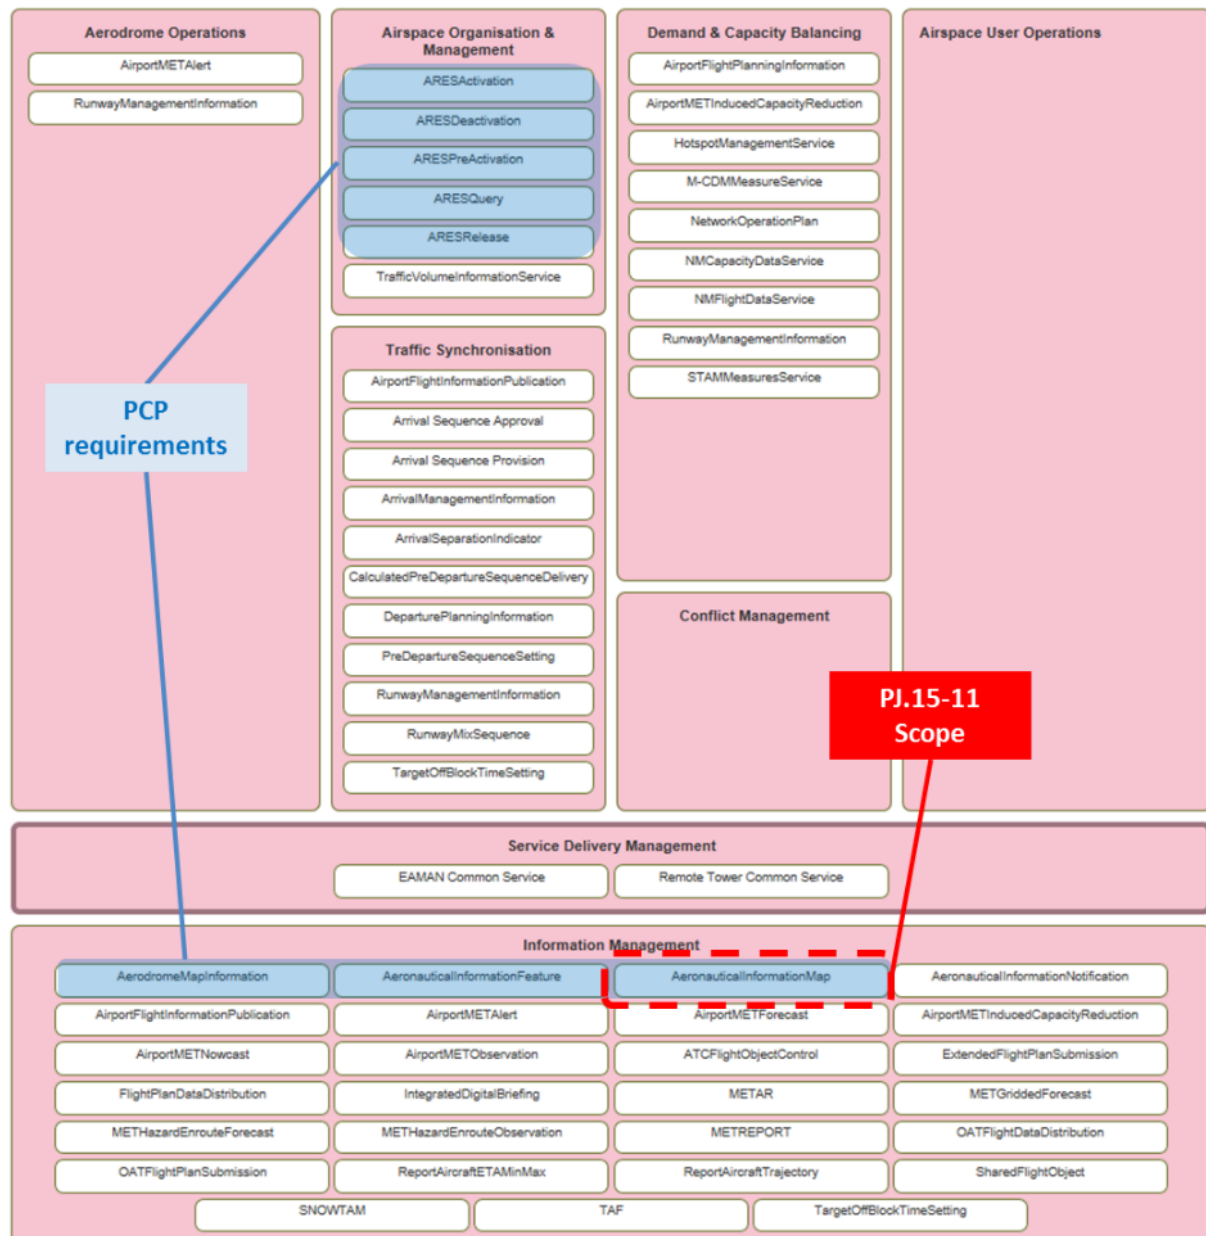 Aerodrome Operations
AirportMETAlert
RunwayManagementInformation
Airspace Organisation &
Management
ARESActivation
ARESDeactivation
ARESPreActivation
ARESQuery
ARESRelease
TrafficVolumeInformationService
Traffic Synchronisation
AirportFlightInformationPublication
Arrival Sequence Approval
Arrival Sequence Provision
ArrivalManagementInformation
ArrivalSeparationIndicator
CalculatedPreDepartureSequenceDelivery
DeparturePlanningInformation
PreDepartureSequenceSetting
RunwayManagementInformation
RunwayMixSequence
TargetOffBlockTimeSetting
Demand & Capacity Balancing
AirportFlightPlanningInformation
AirportMETInducedCapacityReduction
HotspotManagementService
M-CDMMeasureService
NetworkOperationPlan
NMCapacityDataService
NMFlightDataService
RunwayManagementInformation
STAMMeasuresService
Conflict Management
Airspace User Operations
PCP
requirements
PJ.15-11
Scope
Service Delivery Management
EAMAN Common Service
Remote Tower Common Service
Information Management
AerodromeMapInformation
AeronauticalInformationFeature
AeronauticalInformationMap
AeronauticalInformationNotification
AirportFlightInformationPublication
AirportMETAlert
AirportMETForecast
AirportMETInducedCapacityReduction
AirportMETNowcast
AirportMETObservation
ATCFlightObjectControl
ExtendedFlightPlanSubmission
FlightPlanDataDistribution
IntegratedDigitalBriefing
METAR
METGriddedForecast
METHazardEnrouteForecast
METHazardEnrouteObservation
METREPORT
OATFlightDataDistribution
OATFlightPlanSubmission
ReportAircraftETAMinMax
ReportAircraftTrajectory
SharedFlightObject
SNOWTAM
TAF
TargetOffBlockTimeSetting